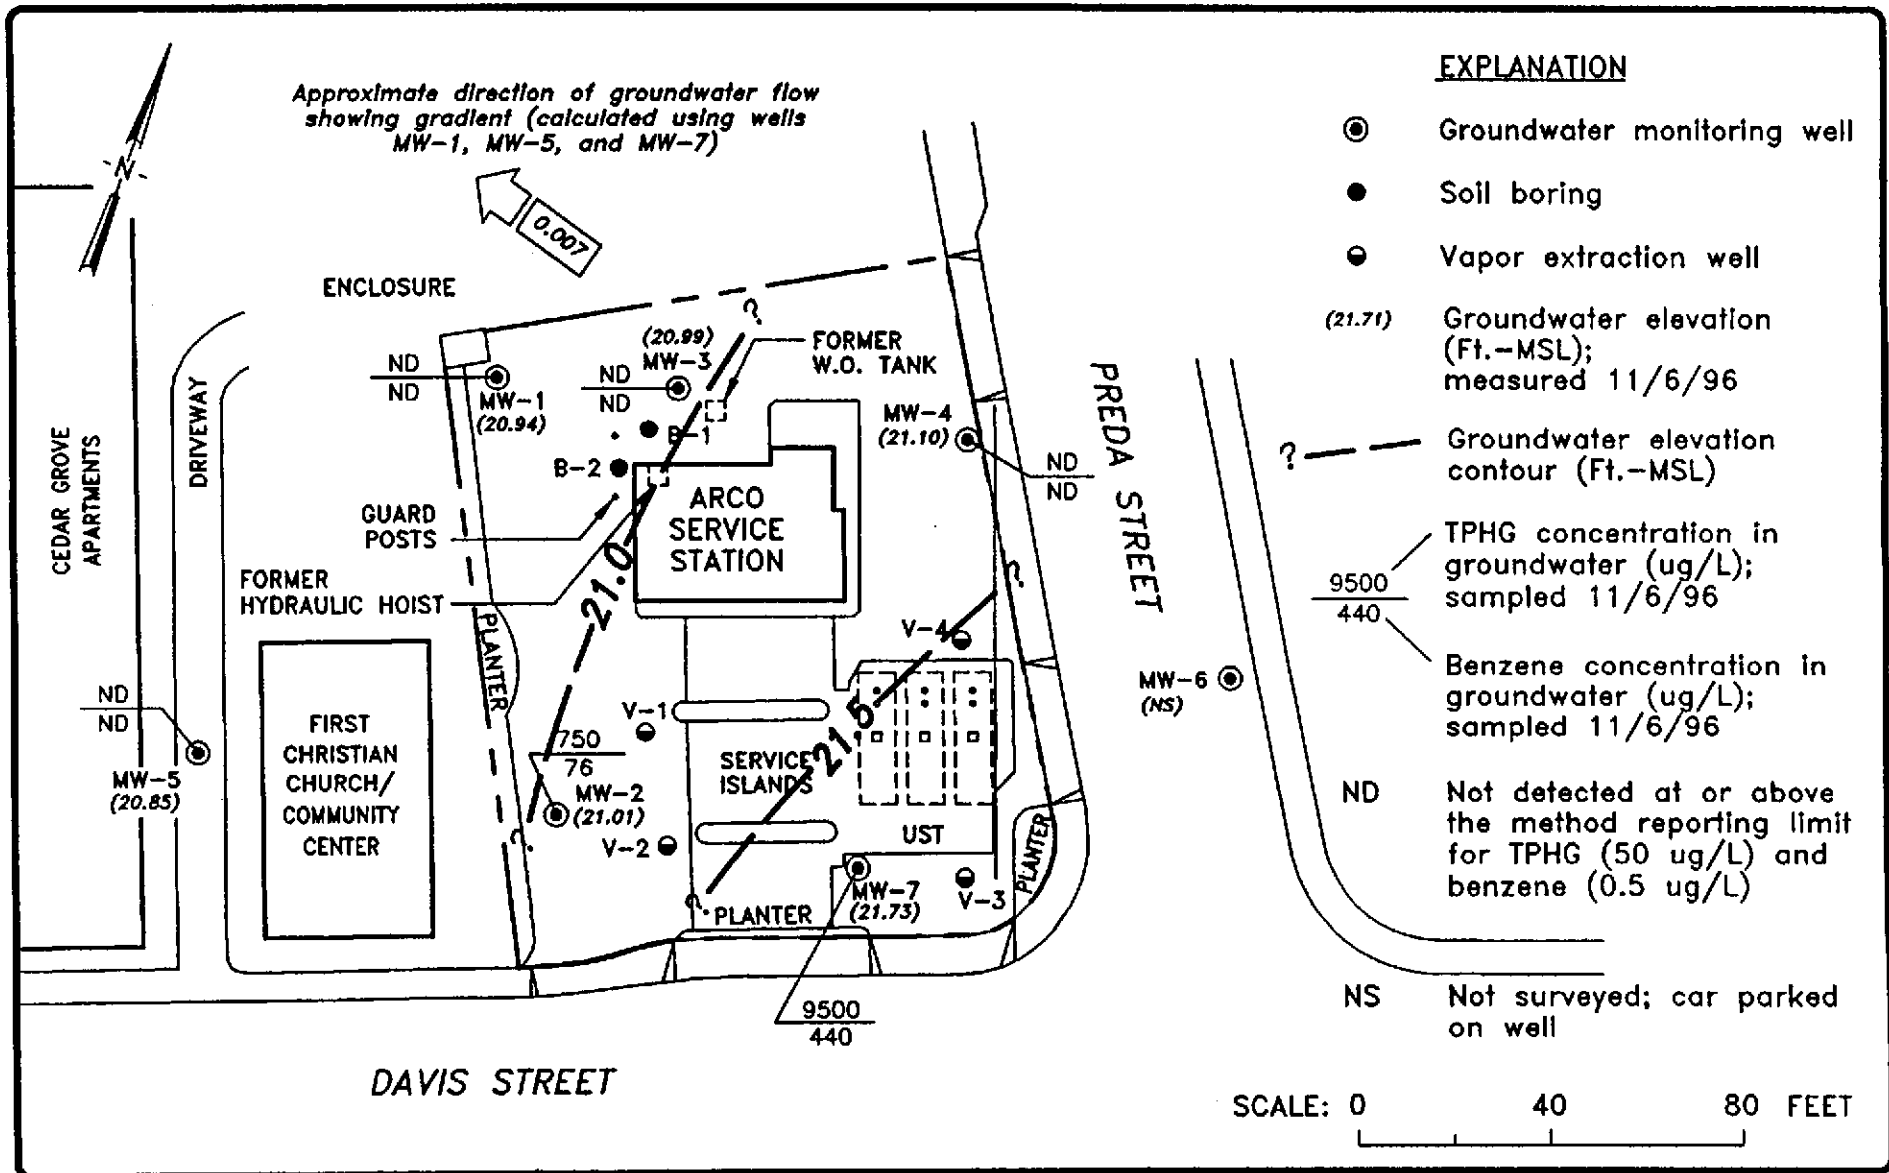 Approximate direction of groundwater flow
showing gradient (calculated using wells
MW-1, MW-5, and MW-7)
N
0.007
ENCLOSURE
?
(20.99)
MW-3
FORMER
W.O. TANK
ND
ND
MW-1
(20.94)
ND
ND
B-1
B-2
MW-4
(21.10)
ND
ND
PREDA STREET
CEDAR GROVE
APARTMENTS
DRIVEWAY
GUARD
POSTS
ARCO
SERVICE
STATION
FORMER
HYDRAULIC HOIST
21.0
?
PLANTER
V-4
MW-6
(NS)
ND
ND
MW-5
(20.85)
FIRST
CHRISTIAN
CHURCH/
COMMUNITY
CENTER
V-1
750
76
MW-2
(21.01)
?
V-2
SERVICE
ISLANDS
21.5
UST
PLANTER
?
PLANTER
MW-7
(21.73)
V-3
9500
440
DAVIS STREET
EXPLANATION
Groundwater monitoring well
Soil boring
Vapor extraction well
(21.71) Groundwater elevation
(Ft.-MSL);
measured 11/6/96
? Groundwater elevation
contour (Ft.-MSL)
TPHG concentration in
groundwater (ug/L);
sampled 11/6/96
9500
440
Benzene concentration in
groundwater (ug/L);
sampled 11/6/96
ND Not detected at or above
the method reporting limit
for TPHG (50 ug/L) and
benzene (0.5 ug/L)
NS Not surveyed; car parked
on well
SCALE: 0 40 80 FEET